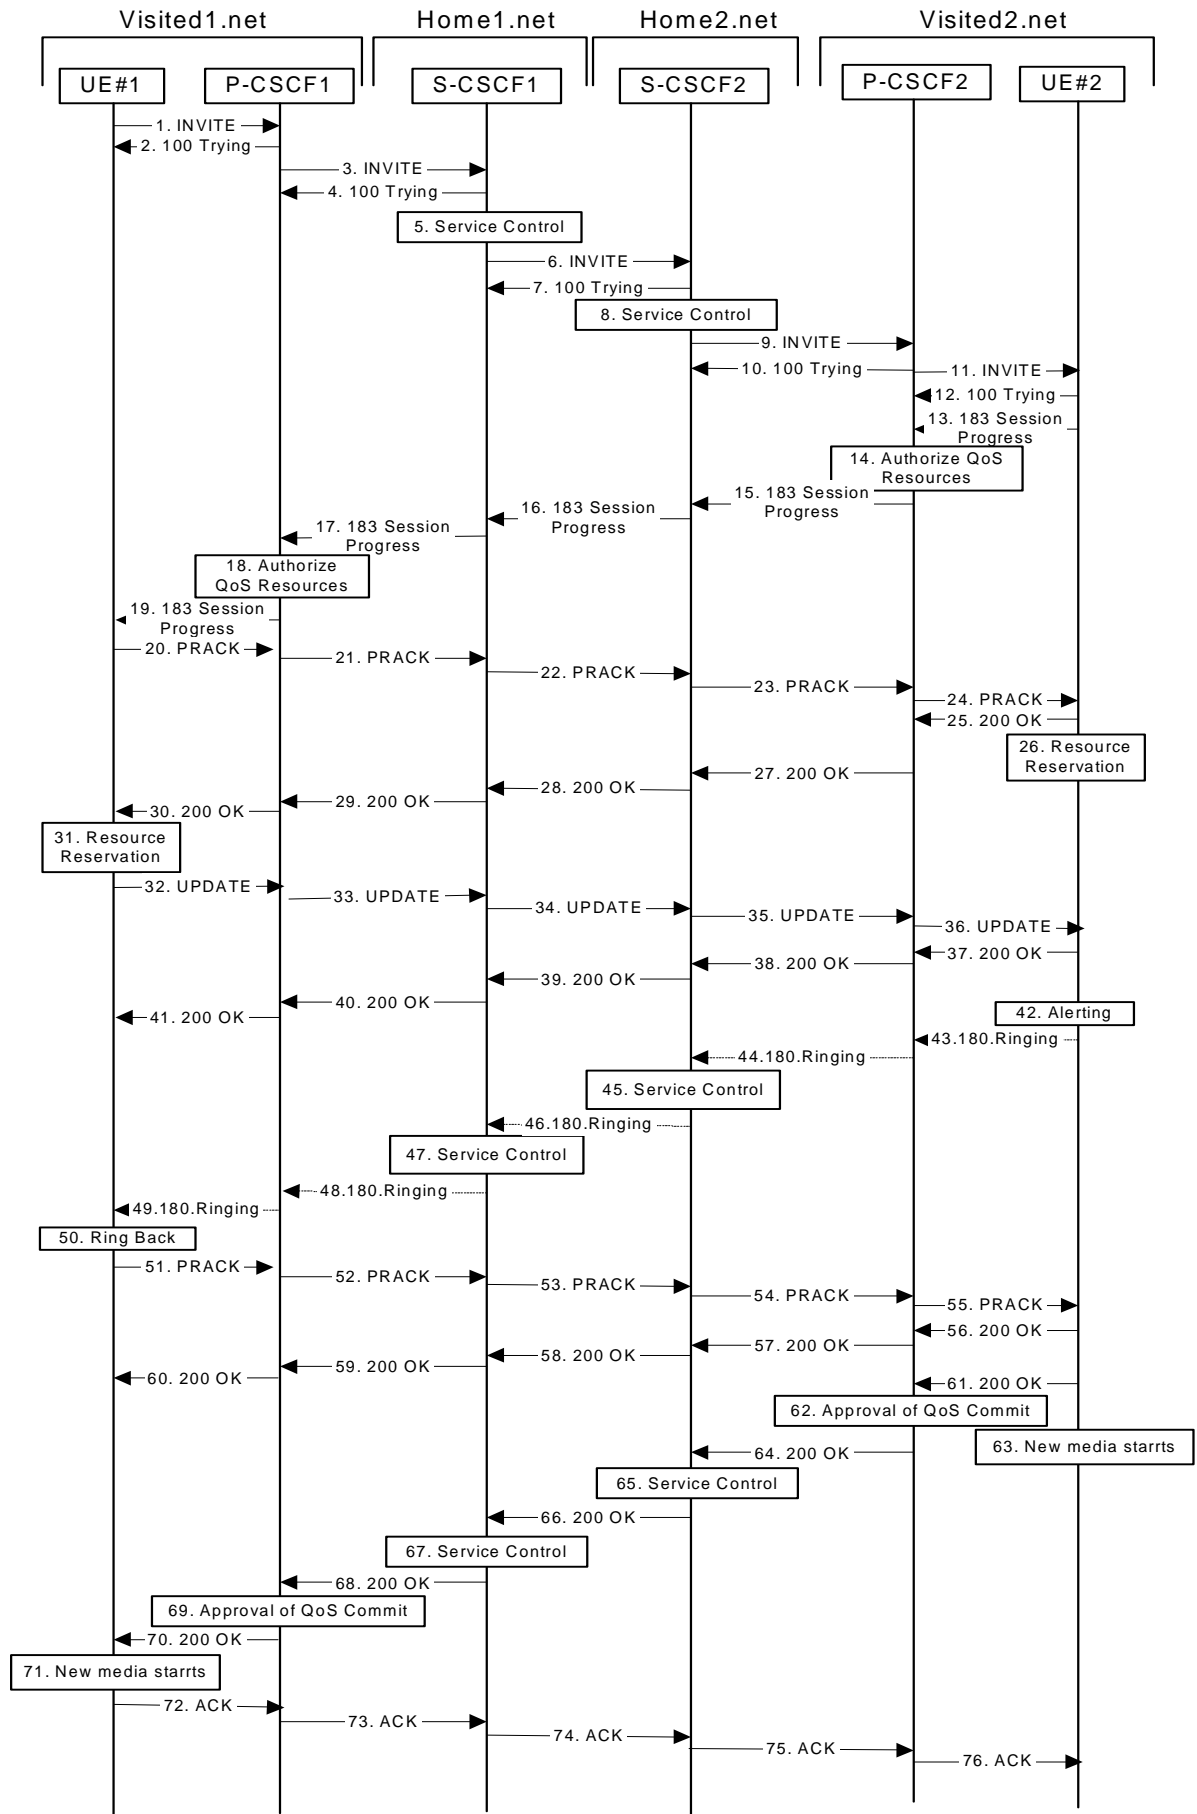 Visited1.net
Home1.net
Home2.net
Visited2.net
UE#1
P-CSCF1
S-CSCF1
S-CSCF2
P-CSCF2
UE#2
1. INVITE
2. 100 Trying
3. INVITE
4. 100 Trying
5. Service Control
6. INVITE
7. 100 Trying
8. Service Control
9. INVITE
10. 100 Trying
11. INVITE
12. 100 Trying
13. 183 Session
Progress
14. Authorize QoS
Resources
15. 183 Session
Progress
16. 183 Session
Progress
17. 183 Session
Progress
18. Authorize
QoS Resources
19. 183 Session
Progress
20. PRACK
21. PRACK
22. PRACK
23. PRACK
24. PRACK
25. 200 OK
26. Resource
Reservation
27. 200 OK
28. 200 OK
29. 200 OK
30. 200 OK
31. Resource
Reservation
32. UPDATE
33. UPDATE
34. UPDATE
35. UPDATE
36. UPDATE
37. 200 OK
38. 200 OK
39. 200 OK
40. 200 OK
41. 200 OK
42. Alerting
43.180.Ringing
44.180.Ringing
45. Service Control
46.180.Ringing
47. Service Control
48.180.Ringing
49.180.Ringing
50. Ring Back
51. PRACK
52. PRACK
53. PRACK
54. PRACK
55. PRACK
56. 200 OK
57. 200 OK
58. 200 OK
59. 200 OK
60. 200 OK
61. 200 OK
62. Approval of QoS Commit
63. New media starrts
64. 200 OK
65. Service Control
66. 200 OK
67. Service Control
68. 200 OK
69. Approval of QoS Commit
70. 200 OK
71. New media starrts
72. ACK
73. ACK
74. ACK
75. ACK
76. ACK